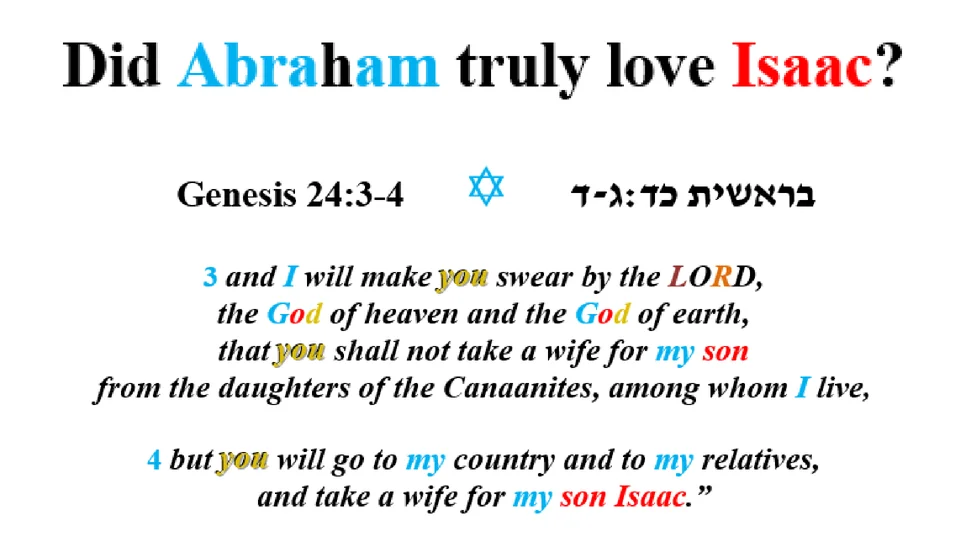 Did Abraham truly love Isaac?
Genesis 24:3-4 ✡ בראשית כד:ג-ד
3 and I will make you swear by the LORD,
the God of heaven and the God of earth,
that you shall not take a wife for my son
from the daughters of the Canaanites, among whom I live,
4 but you will go to my country and to my relatives,
and take a wife for my son Isaac.”